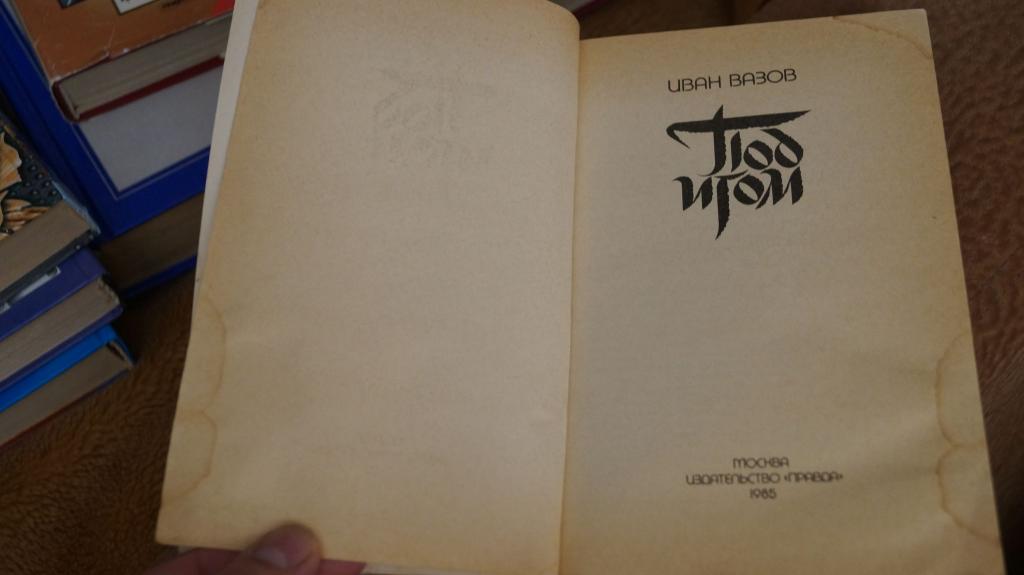 ИВАН ВАЗОВ
Под
игом
МОСКВА
ИЗДАТЕЛЬСТВО «ПРАВДА»
1985